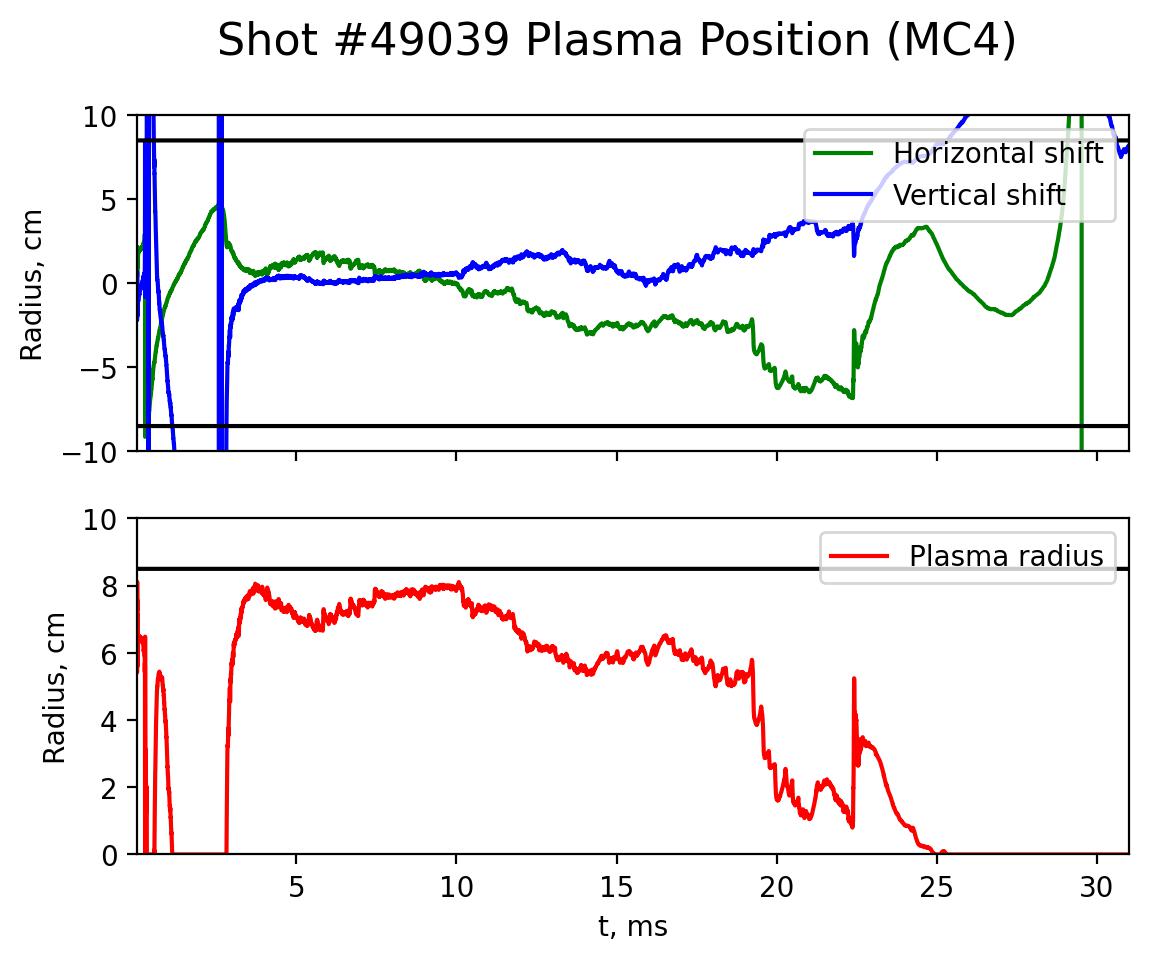 Shot #49039 Plasma Position (MC4)
10
5
0
−5
−10
Radius, cm
Horizontal shift
Vertical shift
10
8
6
4
2
0
Radius, cm
Plasma radius
5 10 15 20 25 30
t, ms